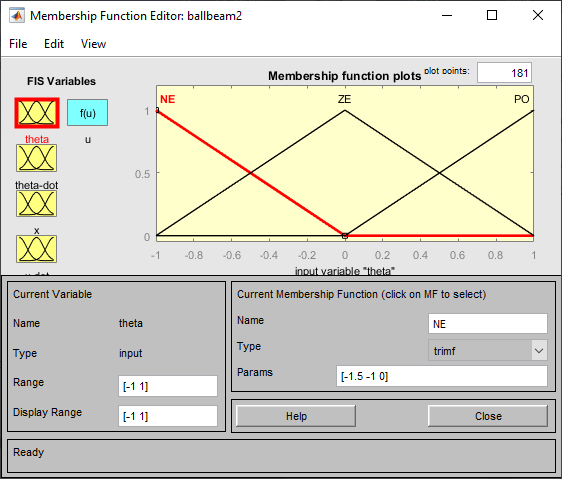 Membership Function Editor: ballbeam2
File Edit View
FIS Variables
theta
f(u)
u
theta-dot
x
Membership function plots
plot points:
181
NE
ZE
PO
1
0.5
0
-1 -0.8 -0.6 -0.4 -0.2 0 0.2 0.4 0.6 0.8 1
input variable "theta"
Current Variable
Name theta
Type input
Range [-1 1]
Display Range [-1 1]
Current Membership Function (click on MF to select)
Name NE
Type trimf
Params [-1.5 -1 0]
Help Close
Ready